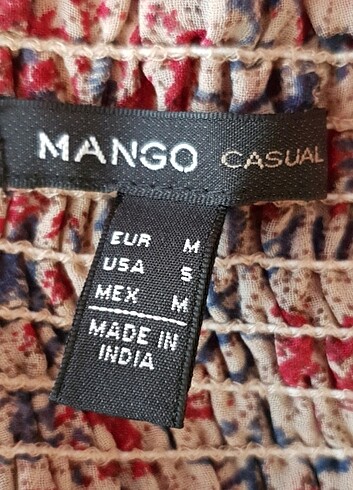 MANGO CASUAL
EUR M
USA S
MEX M
MADE IN
INDIA